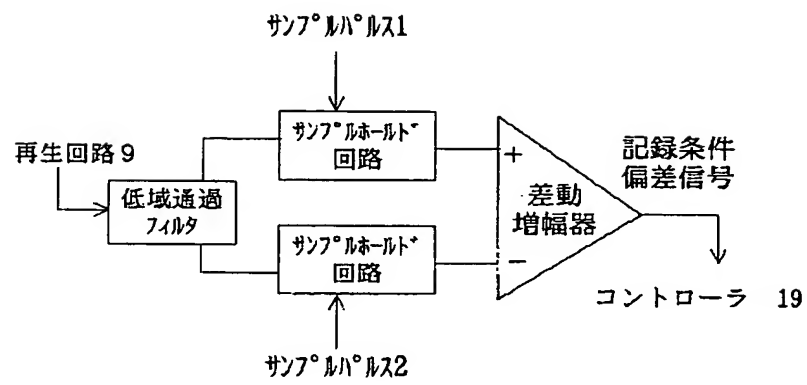 サンプルパルス1
サンプルホールド
回路
再生回路9
低域通過
フィルタ
+
差動
増幅器
−
記録条件
偏差信号
サンプルホールド
回路
コントローラ 19
サンプルパルス2